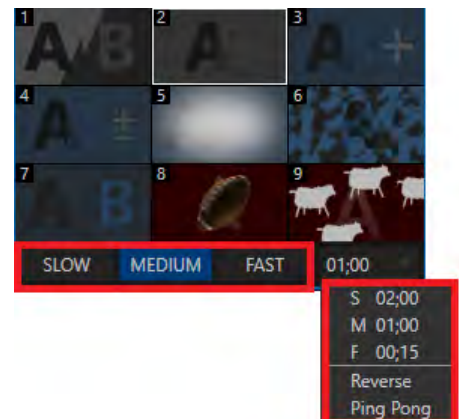 1 2 3
A B A A +
4 5 6
A ±
7 8 9
A B A
SLOW MEDIUM FAST 01;00
S 02;00
M 01;00
F 00;15
Reverse
Ping Pong